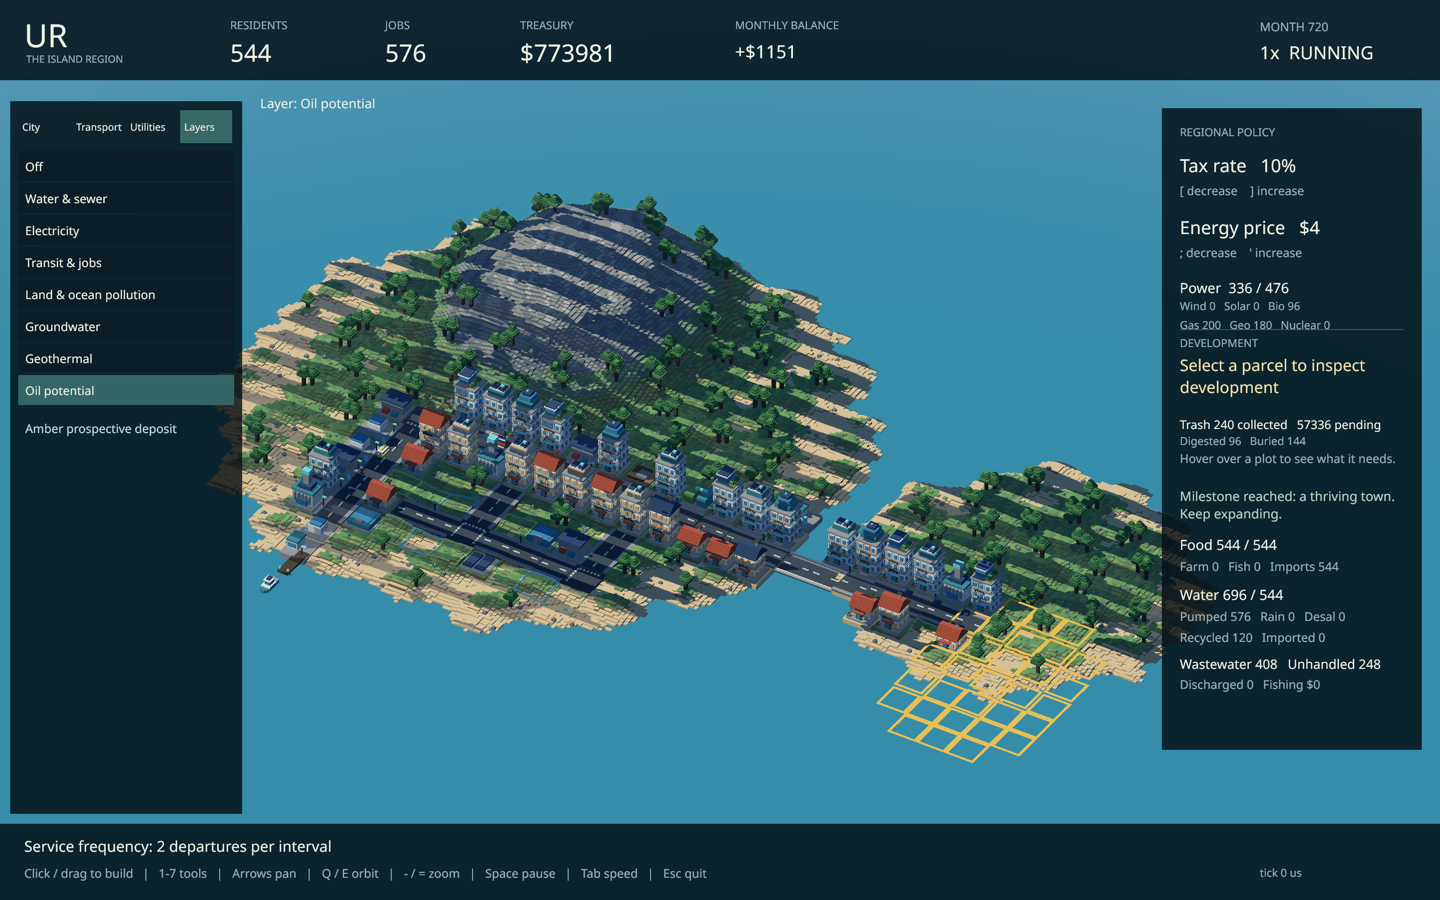 UR
THE ISLAND REGION
RESIDENTS
544
JOBS
576
TREASURY
$773981
MONTHLY BALANCE
+$1151
MONTH 720
1x RUNNING
City Transport Utilities Layers
Off
Water & sewer
Electricity
Transit & jobs
Land & ocean pollution
Groundwater
Geothermal
Oil potential
Amber prospective deposit
Layer: Oil potential
REGIONAL POLICY
Tax rate 10%
[ decrease ] increase
Energy price $4
; decrease ' increase
Power 336 / 476
Wind 0 Solar 0 Bio 96
Gas 200 Geo 180 Nuclear 0
DEVELOPMENT
Select a parcel to inspect
development
Trash 240 collected 57336 pending
Digested 96 Buried 144
Hover over a plot to see what it needs.
Milestone reached: a thriving town.
Keep expanding.
Food 544 / 544
Farm 0 Fish 0 Imports 544
Water 696 / 544
Pumped 576 Rain 0 Desal 0
Recycled 120 Imported 0
Wastewater 408 Unhandled 248
Discharged 0 Fishing $0
Service frequency: 2 departures per interval
Click / drag to build | 1-7 tools | Arrows pan | Q / E orbit | - / = zoom | Space pause | Tab speed | Esc quit
tick 0 us